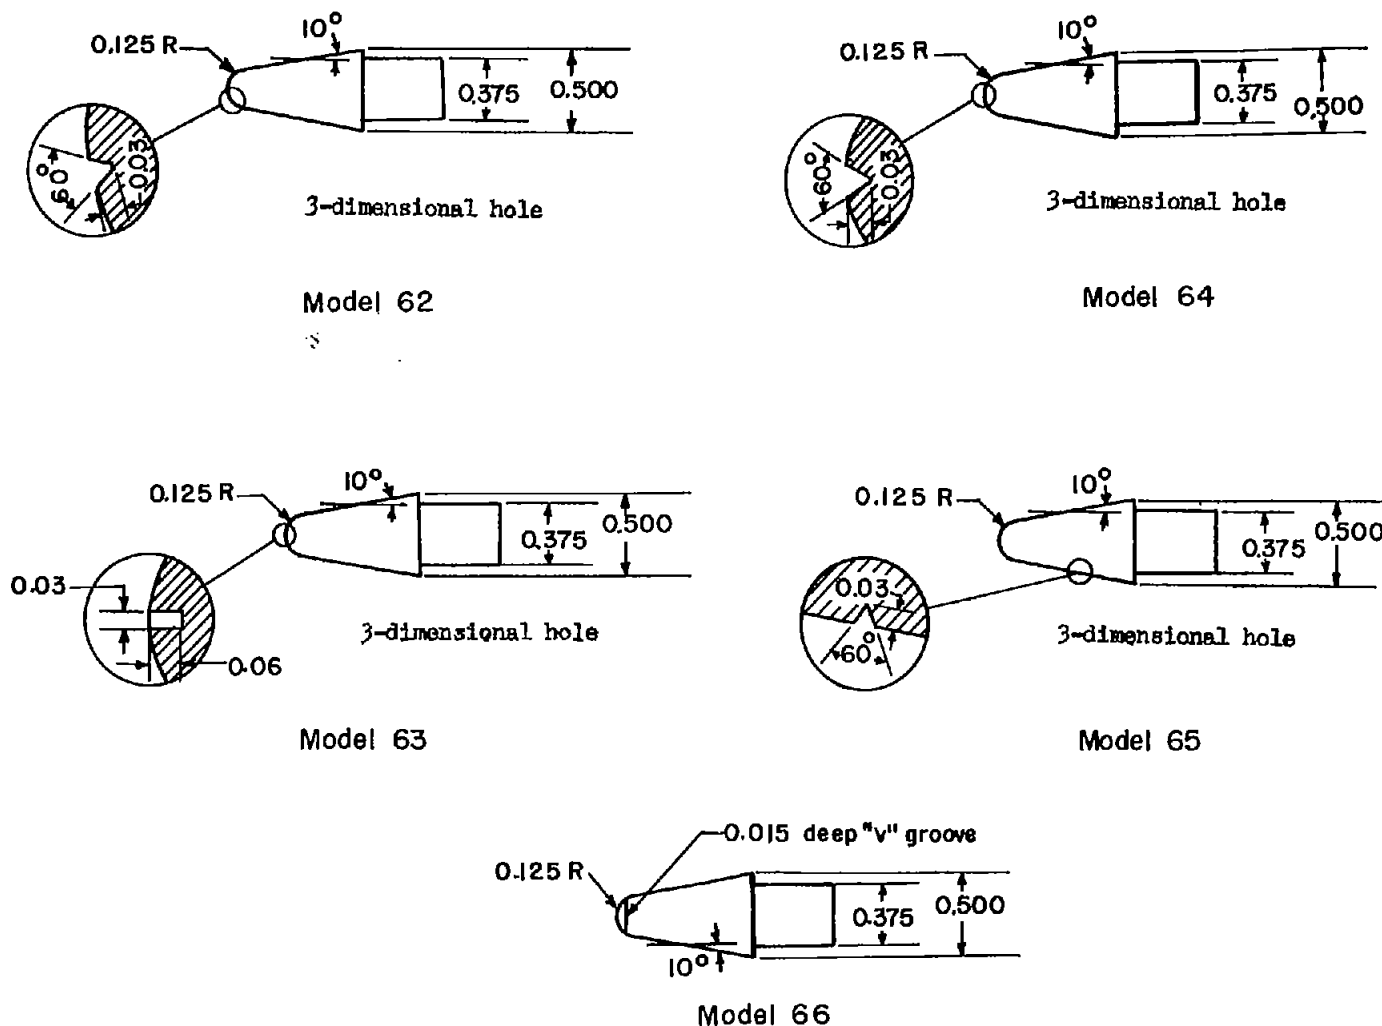 10°
0.125 R
0.375
0.500
60°
0.03
3-dimensional hole
Model 62
10°
0.125 R
0.375
0.500
60°
0.03
3-dimensional hole
Model 64
10°
0.125 R
0.375
0.500
0.03
0.06
3-dimensional hole
Model 63
10°
0.125 R
0.375
0.500
0.03
60°
3-dimensional hole
Model 65
0.015 deep "v" groove
0.125 R
0.375
0.500
10°
Model 66